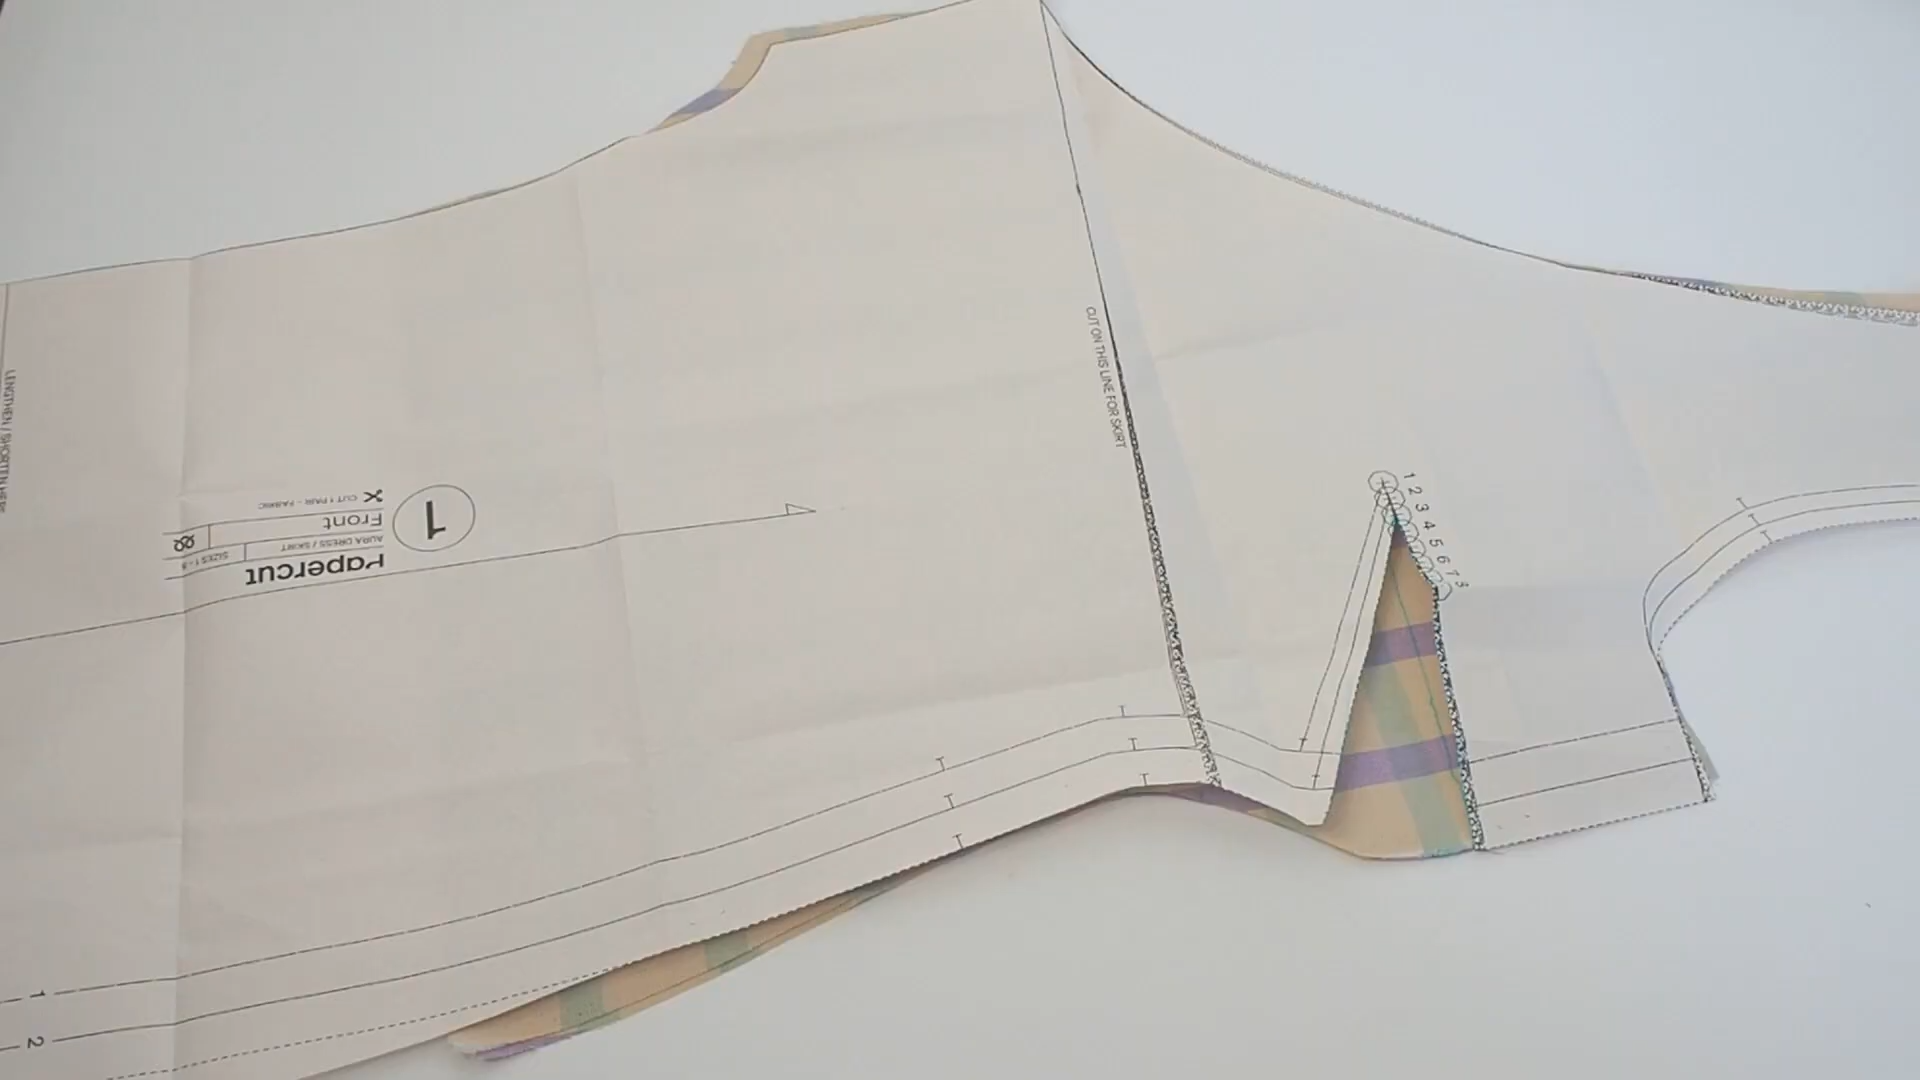 Papercut
AURA DRESS / SKIRT
SIZES 1 - 8
Front
CUT 1 PAIR - FABRIC
1
CUT ON THIS LINE FOR SKIRT
LENGTHEN / SHORTEN HERE
1
2
3
4
5
6
7
8
1
2